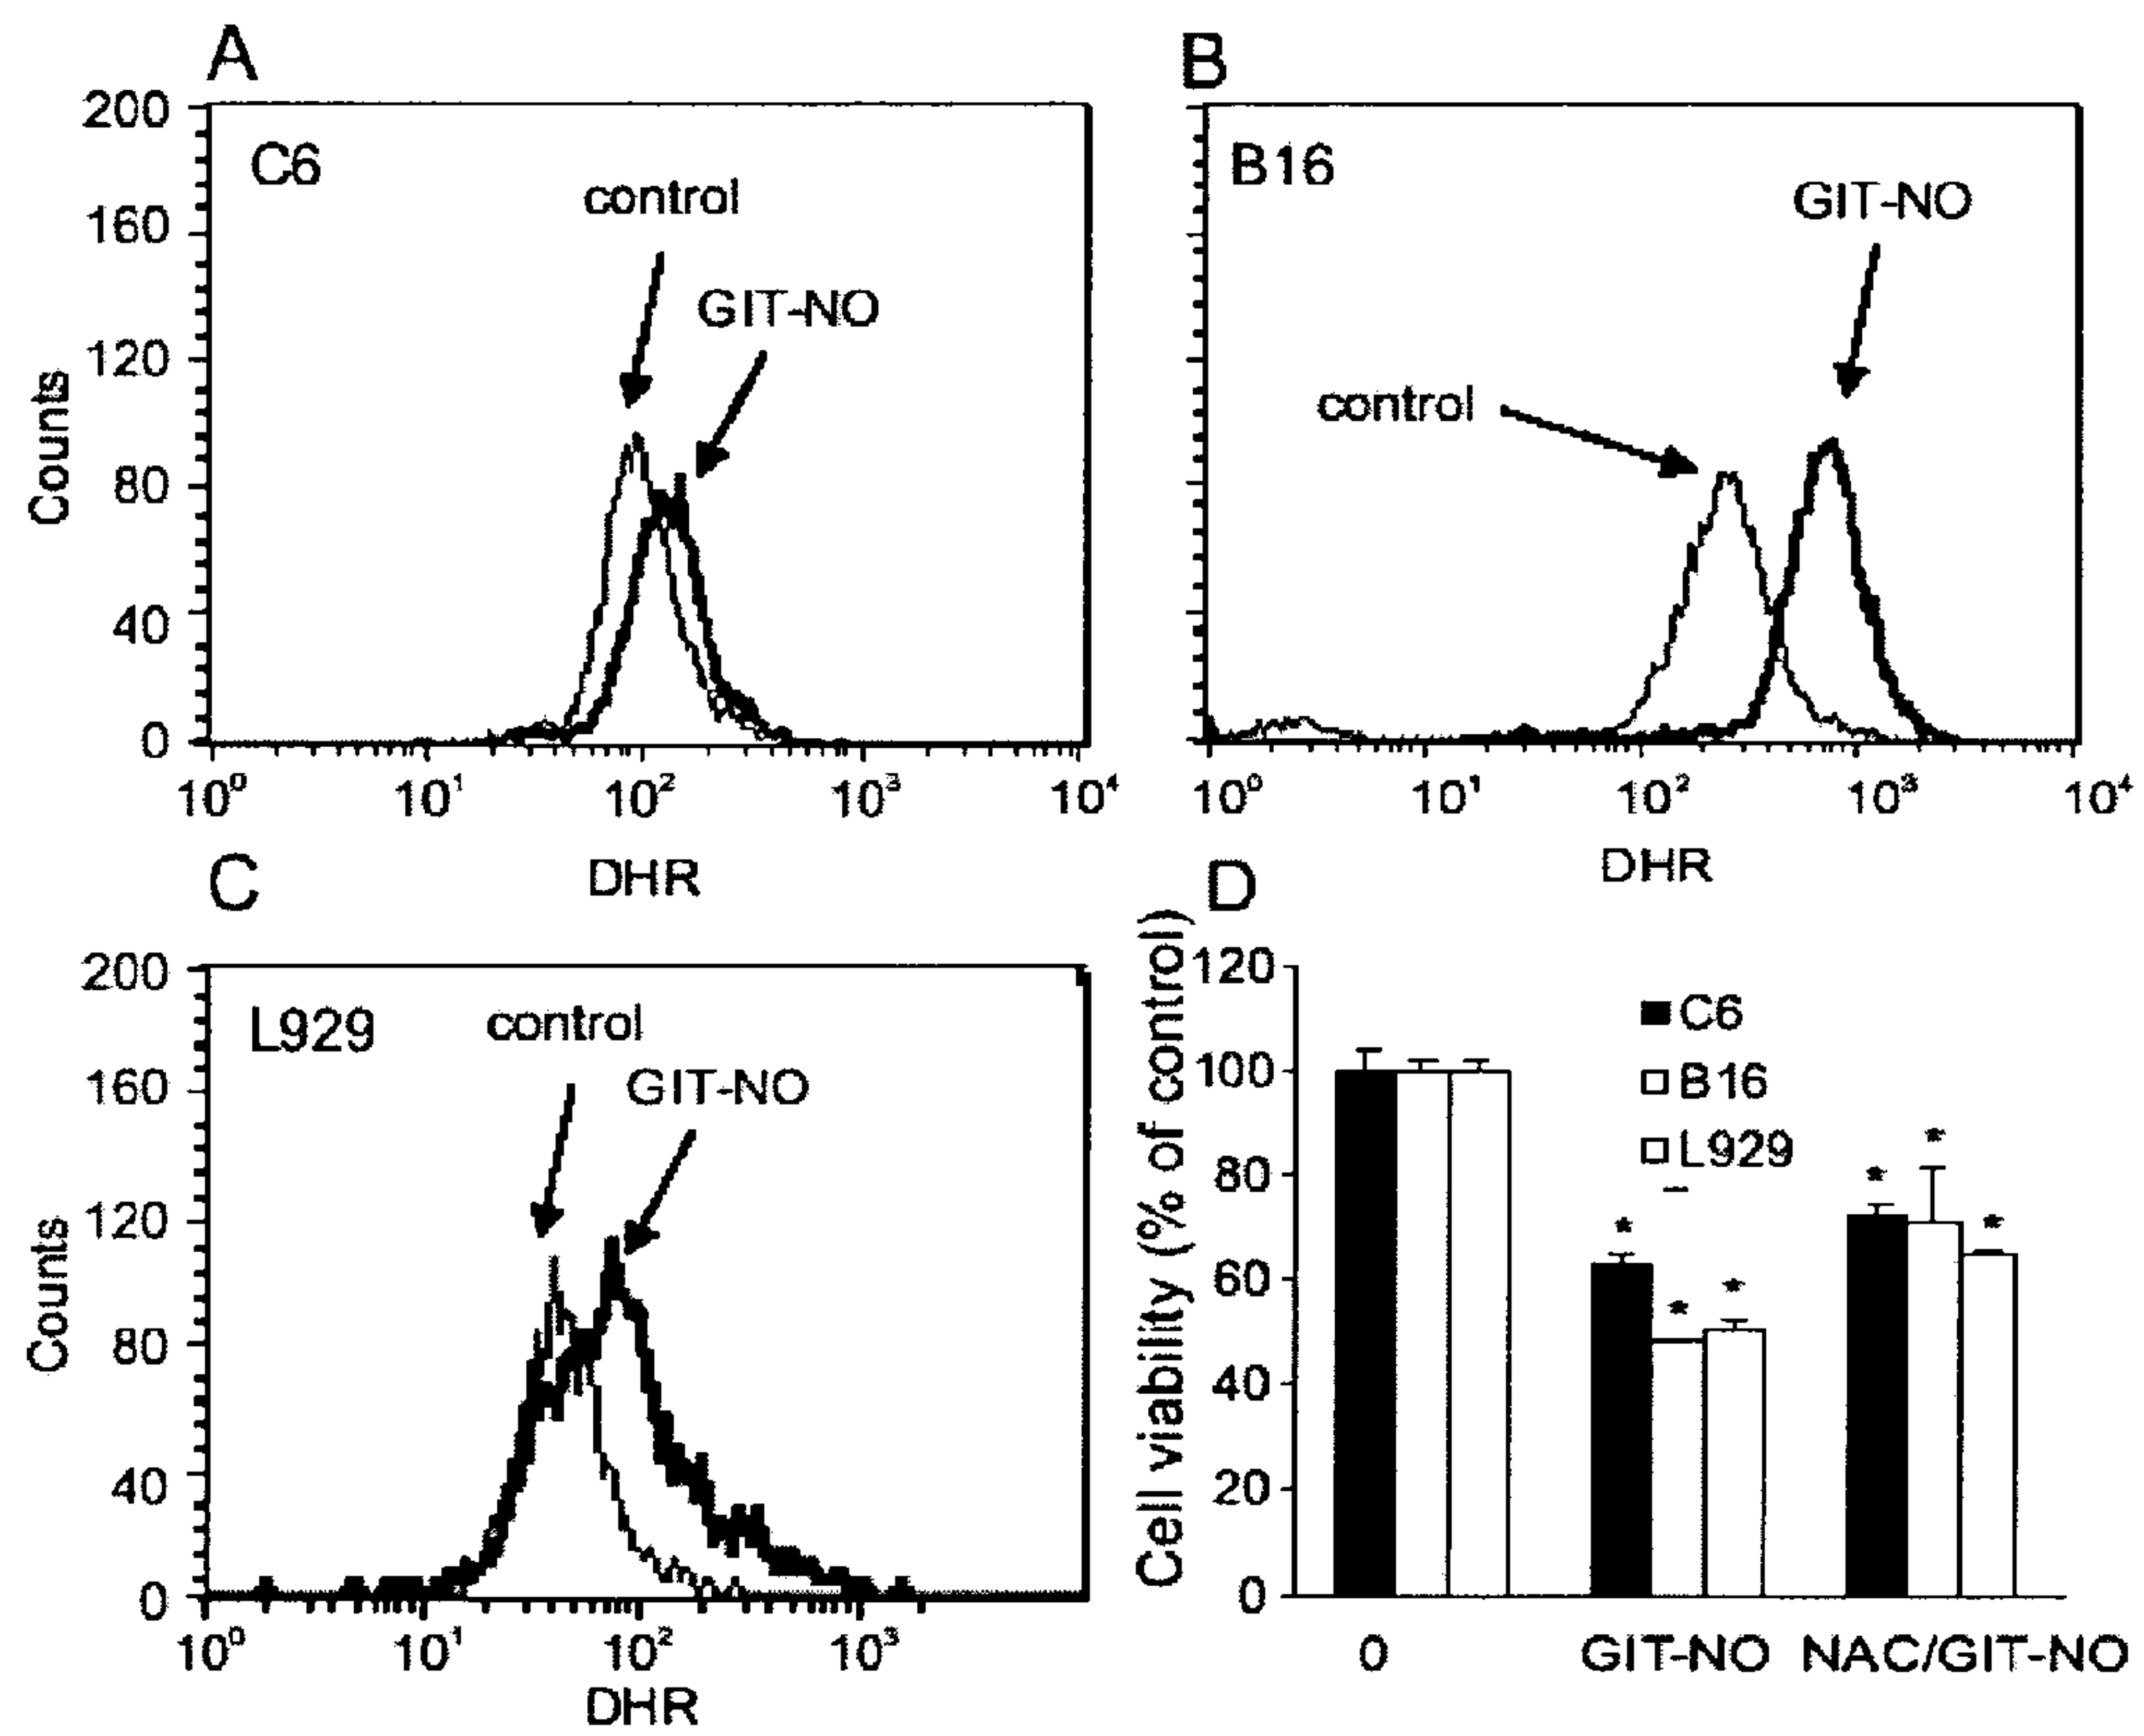 A
200
160
120
80
40
0
Counts
C6
control
GIT-NO
10⁰ 10¹ 10² 10³ 10⁴
DHR
B
B16
GIT-NO
control
10⁰ 10¹ 10² 10³ 10⁴
DHR
C
200
160
120
80
40
0
Counts
L929
control
GIT-NO
10⁰ 10¹ 10² 10³
DHR
D
Cell viability (% of control)
120
100
80
60
40
20
0
C6
B16
L929
* * *
* * *
0 GIT-NO NAC/GIT-NO